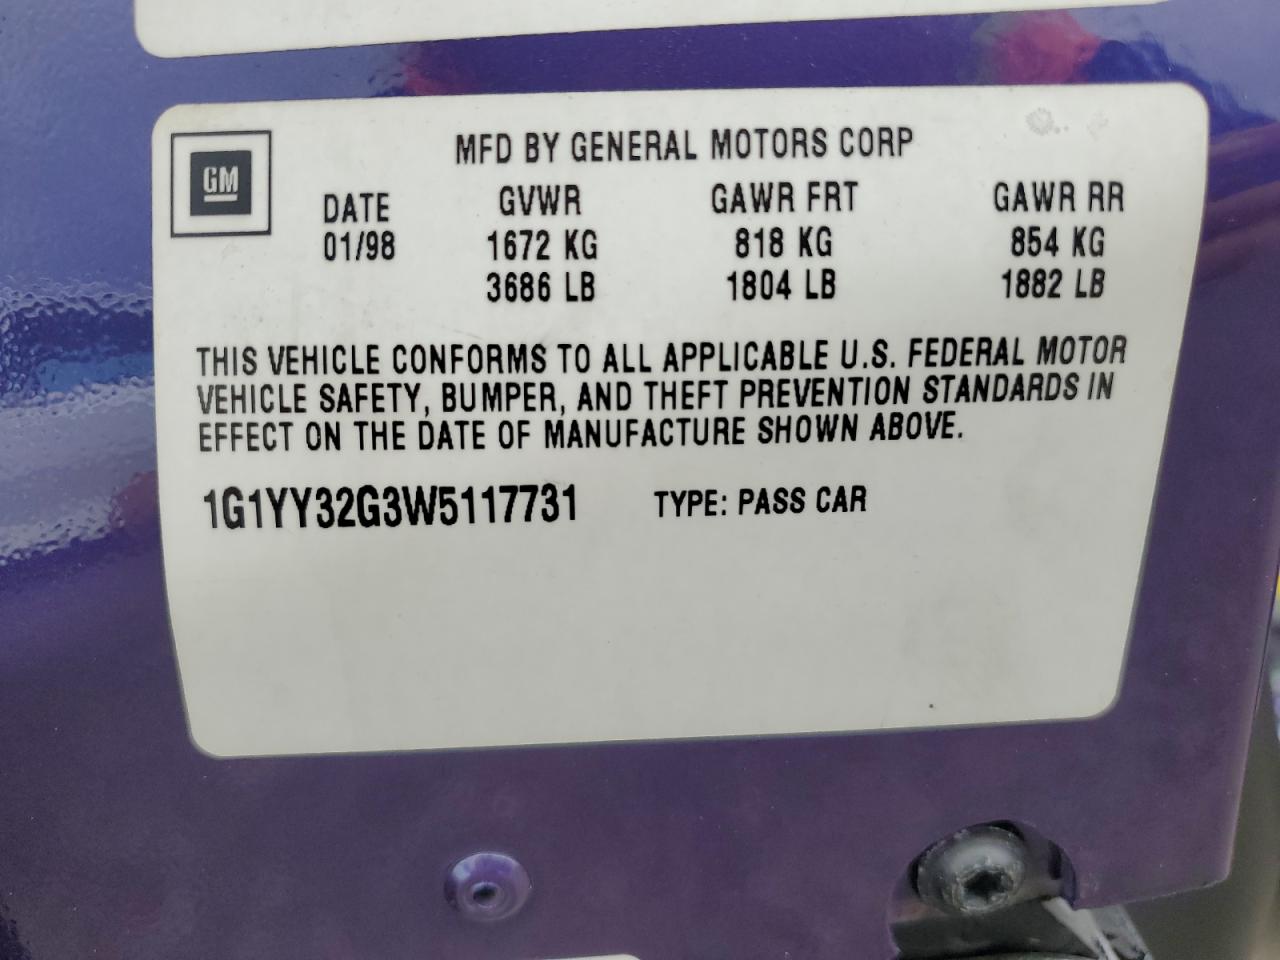 MFD BY GENERAL MOTORS CORP
GM
DATE GVWR GAWR FRT GAWR RR
01/98 1672 KG 818 KG 854 KG
3686 LB 1804 LB 1882 LB
THIS VEHICLE CONFORMS TO ALL APPLICABLE U.S. FEDERAL MOTOR
VEHICLE SAFETY, BUMPER, AND THEFT PREVENTION STANDARDS IN
EFFECT ON THE DATE OF MANUFACTURE SHOWN ABOVE.
1G1YY32G3W5117731 TYPE: PASS CAR